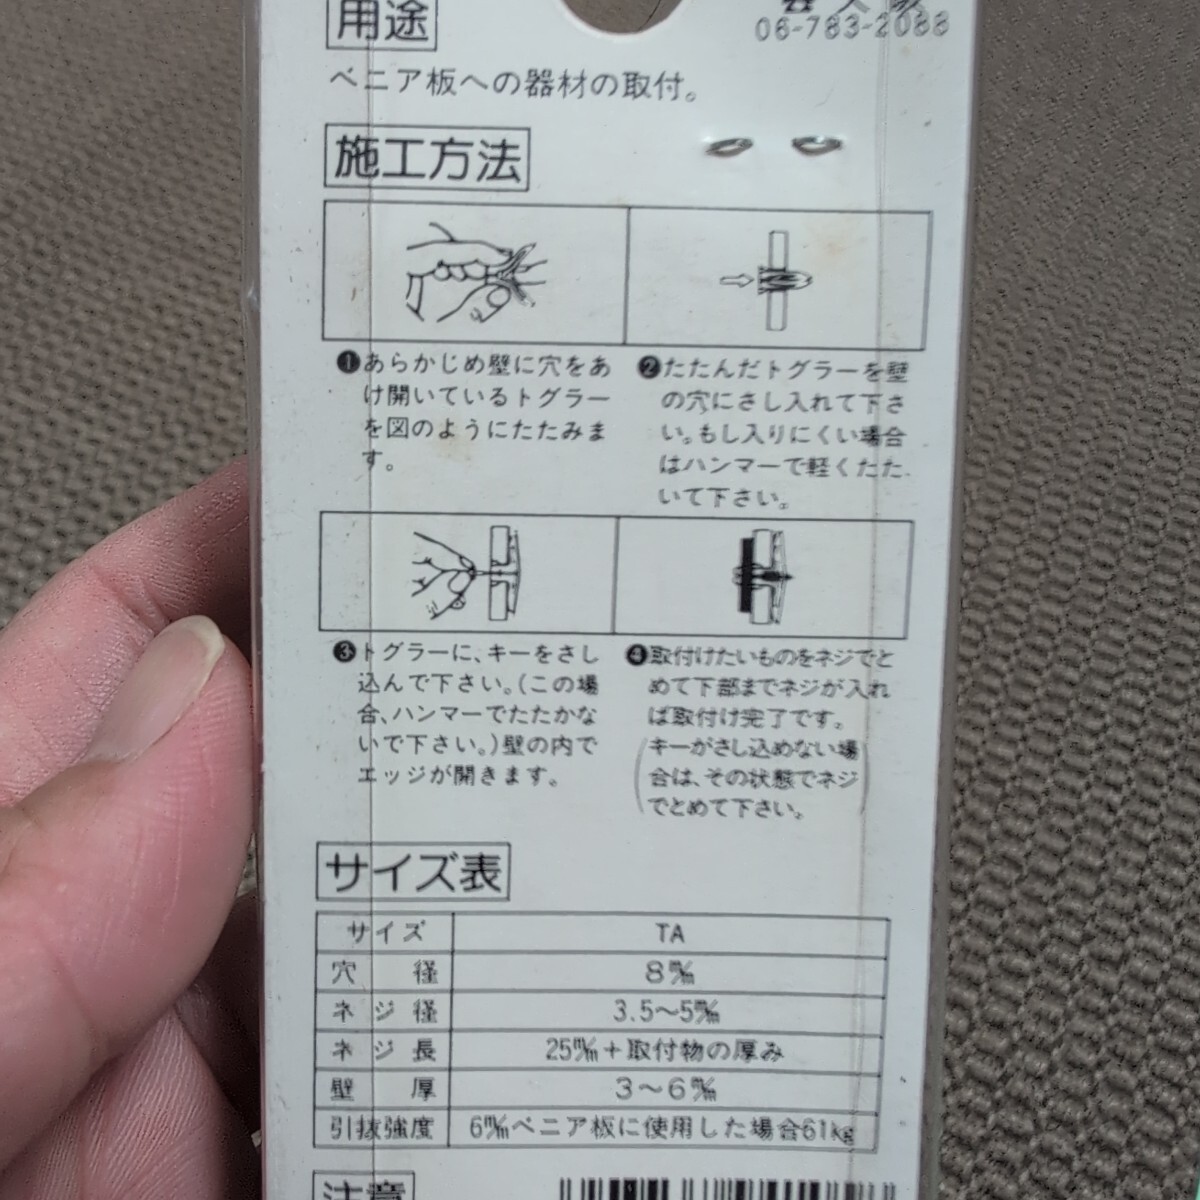 用途
06-783-2088
ベニア板への器材の取付。
施工方法
❶あらかじめ壁に穴をあ
け開いているトグラー
を図のようにたたみま
す。
❷たたんだトグラーを壁
の穴にさし入れて下さ
い。もし入りにくい場合
はハンマーで軽くたた
いて下さい。
❸トグラーに、キーをさし
込んで下さい。(この場
合、ハンマーでたたかな
いで下さい。)壁の内で
エッジが開きます。
❹取付けたいものをネジでと
めて下部までネジが入れ
ば取付け完了です。
(キーがさし込めない場
合は、その状態でネジ
でとめて下さい。)
サイズ表
サイズ TA
穴径 8㎜
ネジ径 3.5〜5㎜
ネジ長 25㎜+取付物の厚み
壁厚 3〜6㎜
引抜強度 6㎜ベニア板に使用した場合61kg
注意